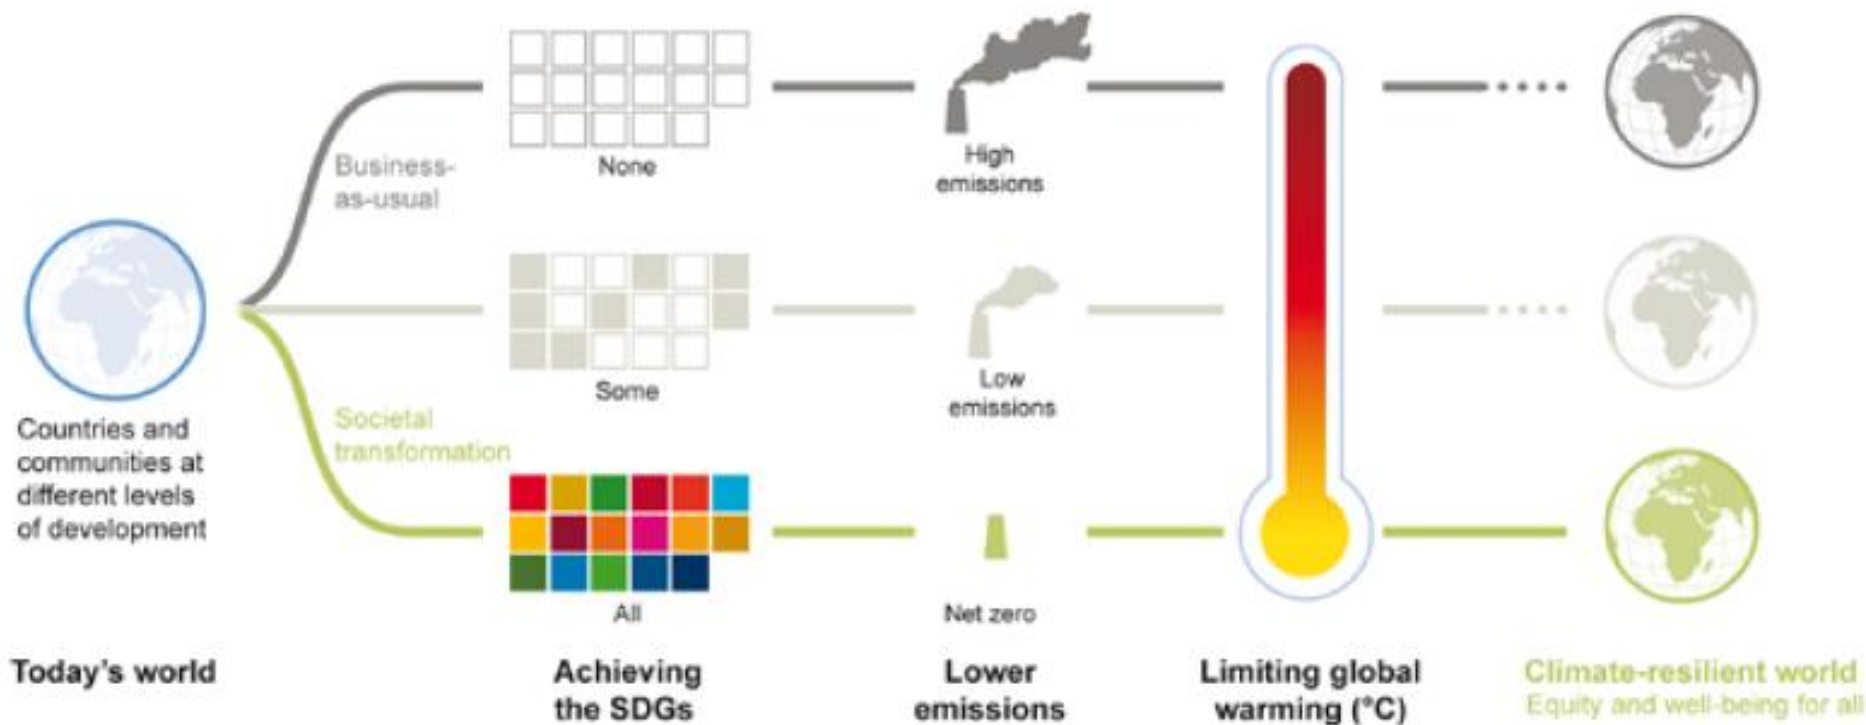 Business-
as-usual
None
High
emissions
Some
Low
emissions
Countries and
communities at
different levels
of development
Societal
transformation
All
Net zero
Today's world
Achieving
the SDGs
Lower
emissions
Limiting global
warming (°C)
Climate-resilient world
Equity and well-being for all